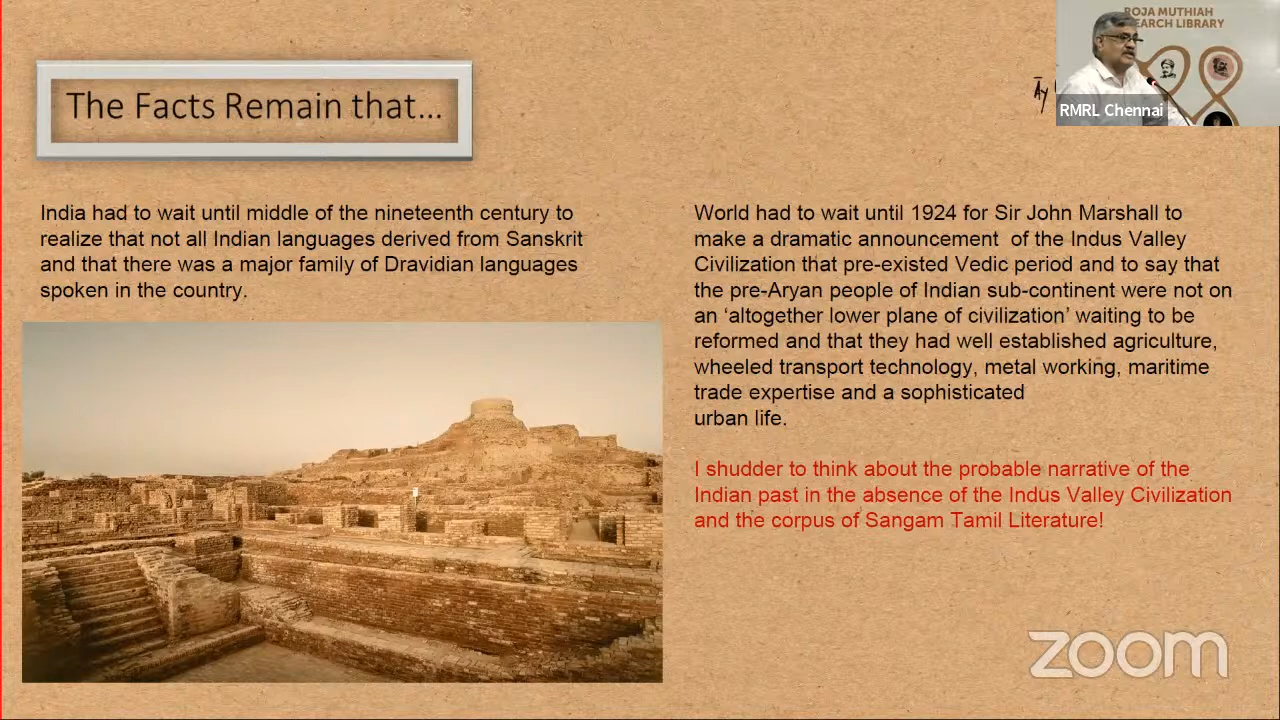 The Facts Remain that...
India had to wait until middle of the nineteenth century to
realize that not all Indian languages derived from Sanskrit
and that there was a major family of Dravidian languages
spoken in the country.
World had to wait until 1924 for Sir John Marshall to
make a dramatic announcement of the Indus Valley
Civilization that pre-existed Vedic period and to say that
the pre-Aryan people of Indian sub-continent were not on
an ‘altogether lower plane of civilization’ waiting to be
reformed and that they had well established agriculture,
wheeled transport technology, metal working, maritime
trade expertise and a sophisticated
urban life.
I shudder to think about the probable narrative of the
Indian past in the absence of the Indus Valley Civilization
and the corpus of Sangam Tamil Literature!
ROJA MUTHIAH
LIBRARY
RMRL Chennai
zoom